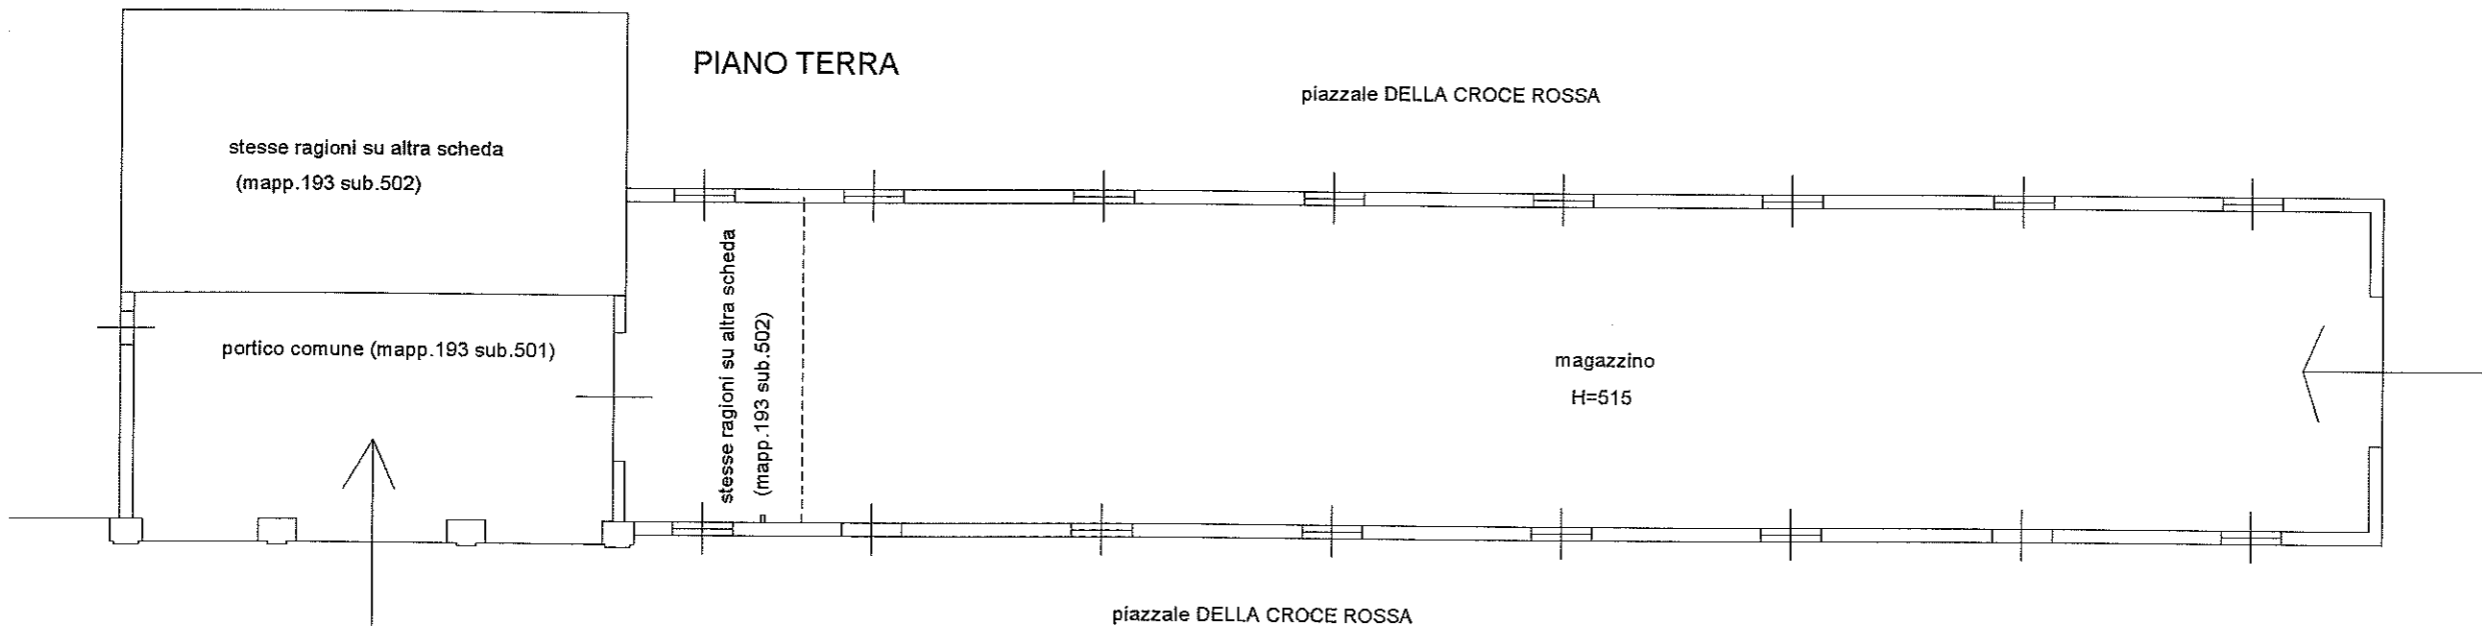 PIANO TERRA
piazzale DELLA CROCE ROSSA
stesse ragioni su altra scheda
(mapp.193 sub.502)
portico comune (mapp.193 sub.501)
stesse ragioni su altra scheda
(mapp.193 sub.502)
magazzino
H=515
piazzale DELLA CROCE ROSSA